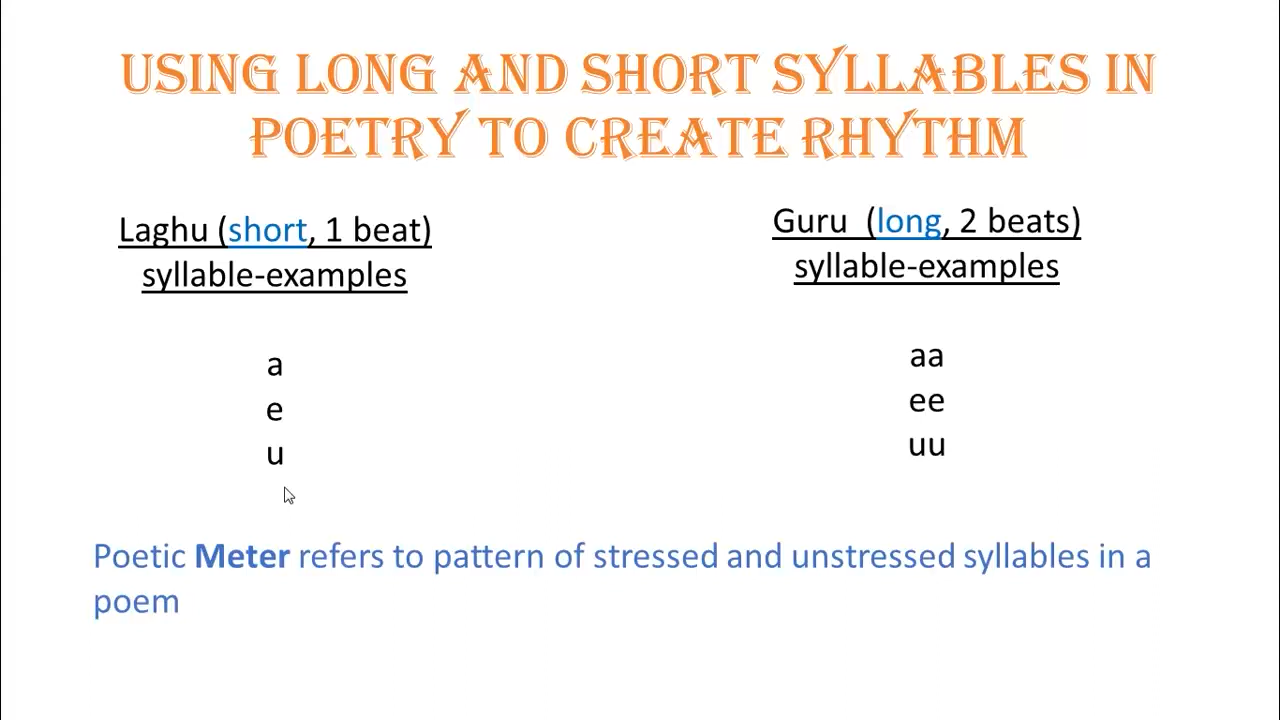 USING LONG AND SHORT SYLLABLES IN
POETRY TO CREATE RHYTHM
Laghu (short, 1 beat)
syllable-examples
a
e
u
Guru (long, 2 beats)
syllable-examples
aa
ee
uu
Poetic Meter refers to pattern of stressed and unstressed syllables in a
poem